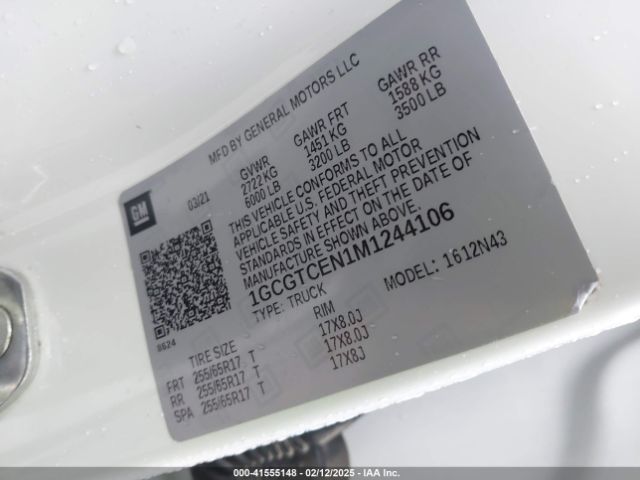 MFD BY GENERAL MOTORS LLC
GM
03/21
GVWR
2722 KG
6000 LB
GAWR FRT
1451 KG
3200 LB
GAWR RR
1588 KG
3500 LB
THIS VEHICLE CONFORMS TO ALL
APPLICABLE U.S. FEDERAL MOTOR
VEHICLE SAFETY AND THEFT PREVENTION
STANDARDS IN EFFECT ON THE DATE OF
MANUFACTURE SHOWN ABOVE.
1GCGTCEN1M1244106
TYPE: TRUCK
MODEL: 1612N43
8624
TIRE SIZE RIM
FRT 255/65R17 T 17X8.0J
RR 255/65R17 T 17X8.0J
SPA 255/65R17 T 17X8J
000-41555148 - 02/12/2025 - IAA Inc.